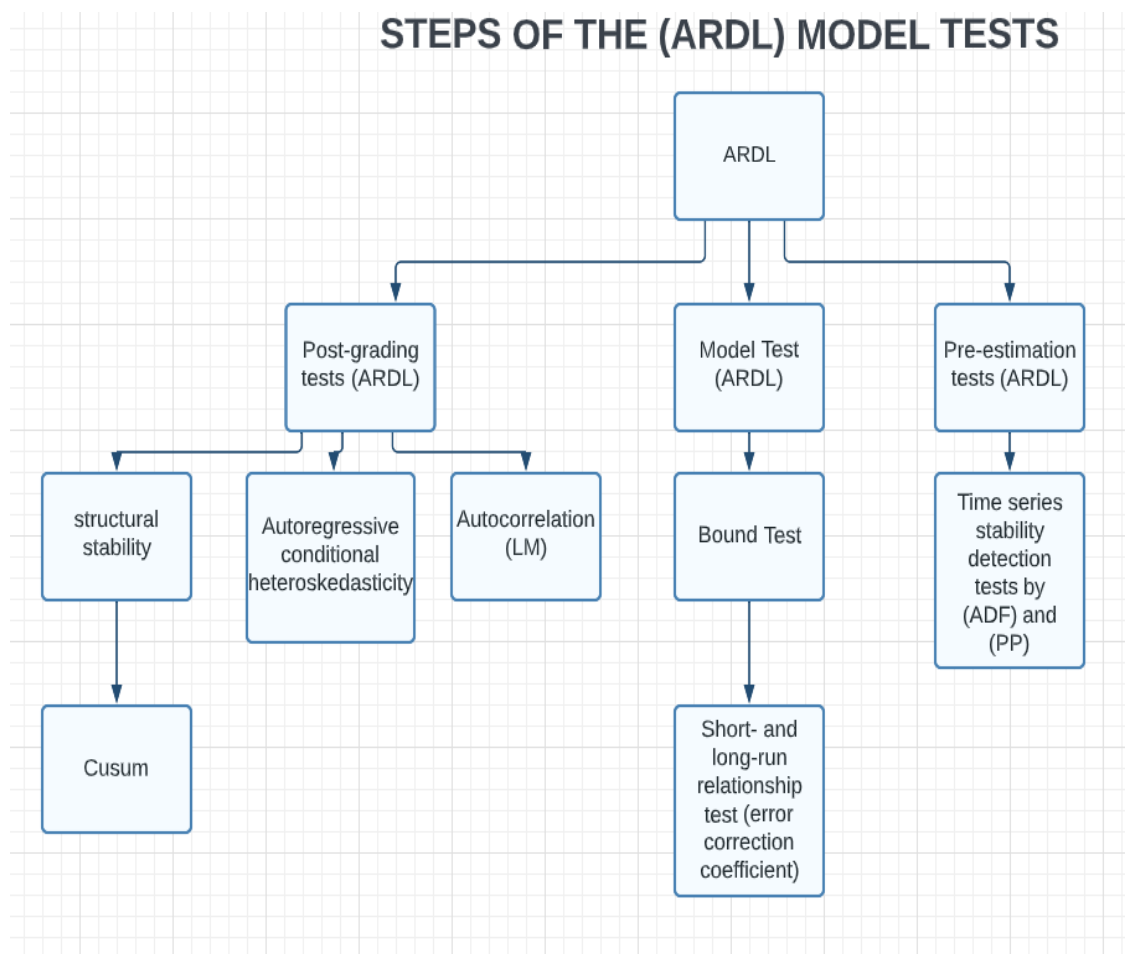 STEPS OF THE (ARDL) MODEL TESTS
ARDL
Post-grading
tests (ARDL)
Model Test
(ARDL)
Pre-estimation
tests (ARDL)
structural
stability
Autoregressive
conditional
heteroskedasticity
Autocorrelation
(LM)
Bound Test
Time series
stability
detection
tests by
(ADF) and
(PP)
Cusum
Short- and
long-run
relationship
test (error
correction
coefficient)